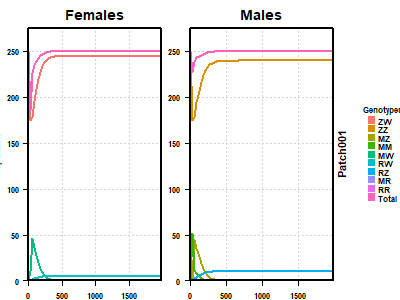 Females
Males
250
200
150
100
50
0
0
500
1000
1500
250
200
150
100
50
0
0
500
1000
1500
Patch001
Genotypes
ZW
ZZ
MZ
MM
MW
RW
RZ
MR
RR
Total